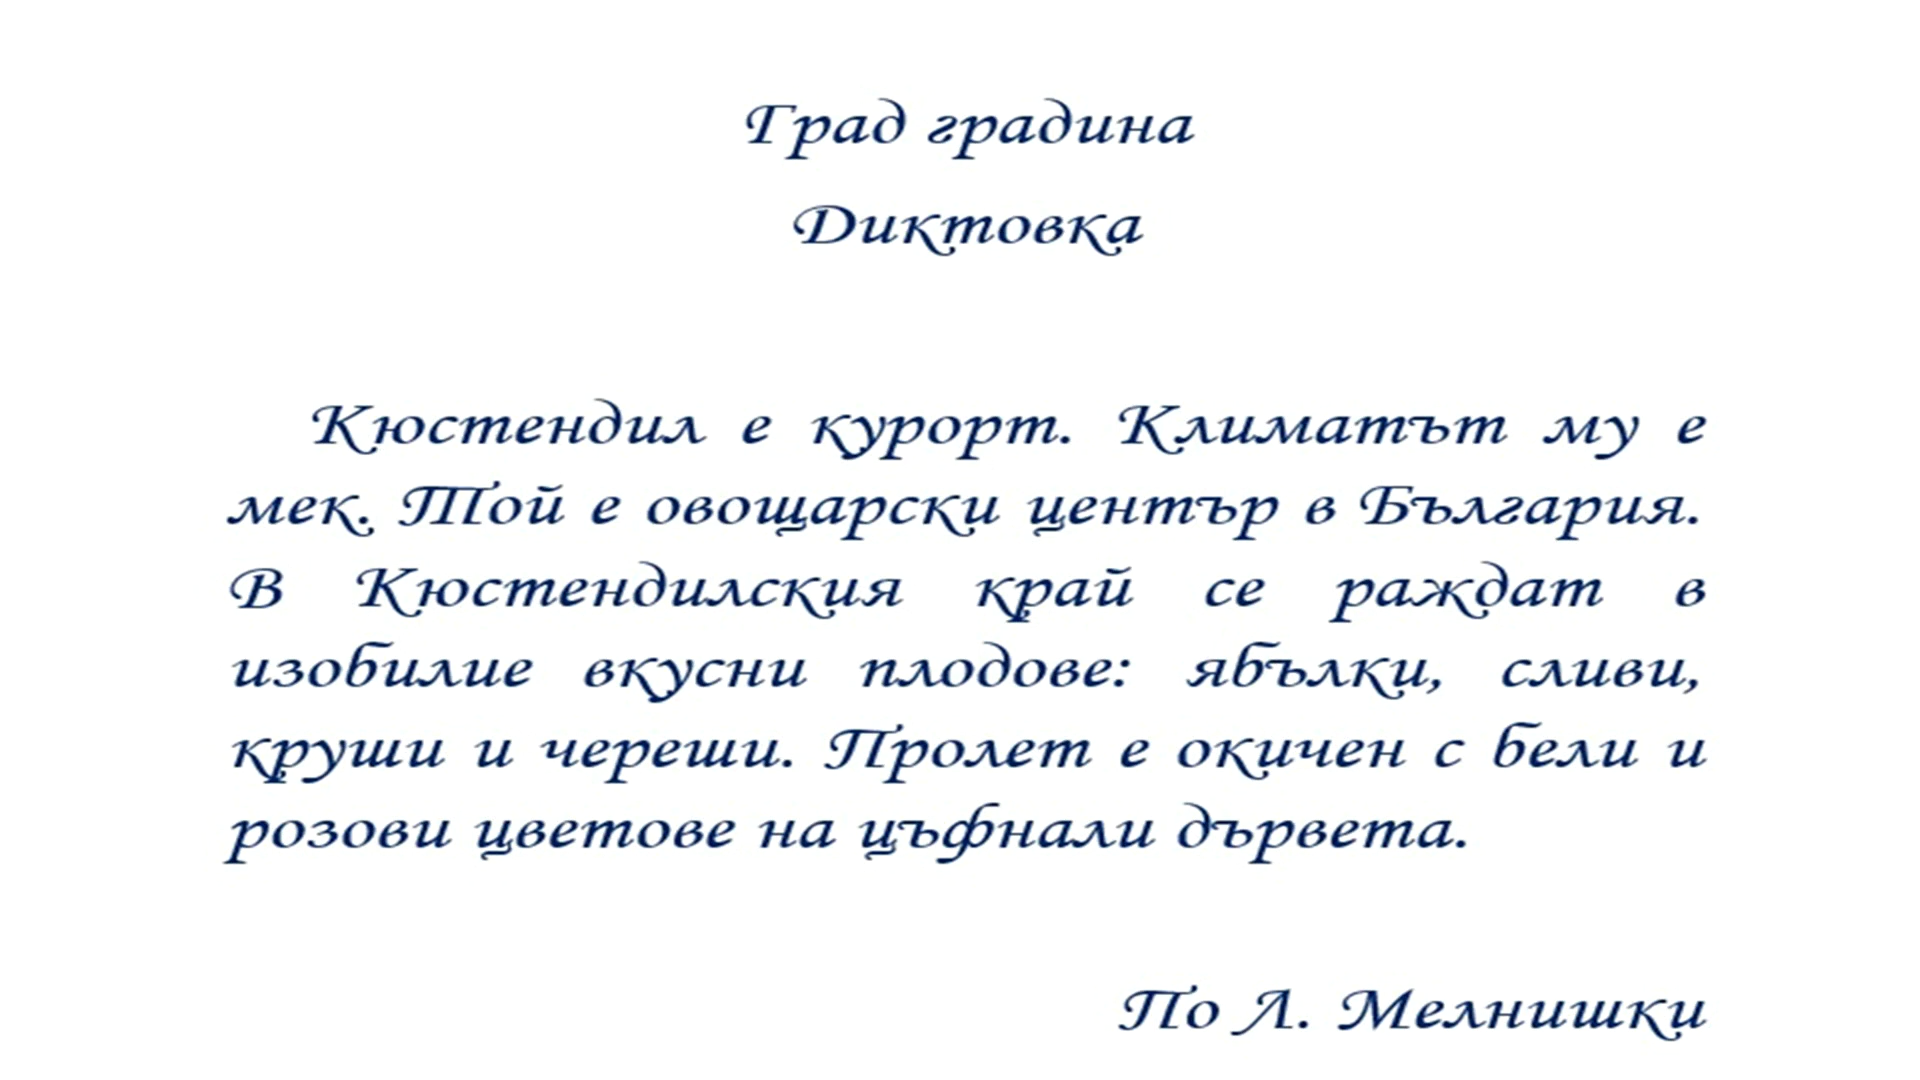 Град градина
Диктовка
Кюстендил е курорт. Климатът му е
мек. Той е овощарски център в България.
В Кюстендилския край се раждат в
изобилие вкусни плодове: ябълки, сливи,
круши и череши. Пролет е окичен с бели и
розови цветове на цъфнали дървета.
По Л. Мелнишки